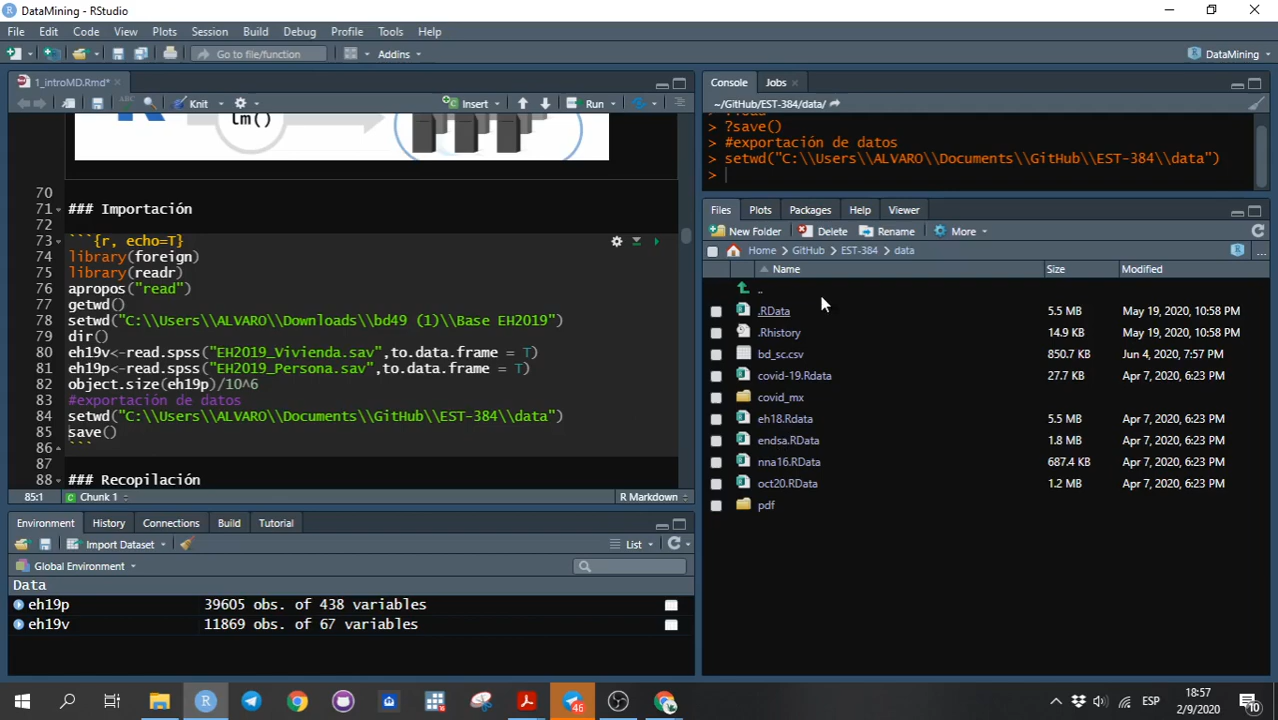 DataMining - RStudio
File Edit Code View Plots Session Build Debug Profile Tools Help
Go to file/function
Addins
DataMining
1_introMD.Rmd*
Knit
Insert
Run
lm()
70
71 ### Importación
72
73 ```{r, echo=T}
74 library(foreign)
75 library(readr)
76 apropos("read")
77 getwd()
78 setwd("C:\\Users\\ALVARO\\Downloads\\bd49 (1)\\Base EH2019")
79 dir()
80 eh19v<-read.spss("EH2019_Vivienda.sav",to.data.frame = T)
81 eh19p<-read.spss("EH2019_Persona.sav",to.data.frame = T)
82 object.size(eh19p)/10^6
83 #exportación de datos
84 setwd("C:\\Users\\ALVARO\\Documents\\GitHub\\EST-384\\data")
85 save()
86 ```
87
88 ### Recopilación
85:1 Chunk 1 R Markdown
Environment History Connections Build Tutorial
Import Dataset List
Global Environment
Data
eh19p 39605 obs. of 438 variables
eh19v 11869 obs. of 67 variables
Console Jobs
~/GitHub/EST-384/data/
> ?save()
> #exportación de datos
> setwd("C:\\Users\\ALVARO\\Documents\\GitHub\\EST-384\\data")
>
Files Plots Packages Help Viewer
New Folder Delete Rename More
Home GitHub EST-384 data
Name Size Modified
..
.RData 5.5 MB May 19, 2020, 10:58 PM
.Rhistory 14.9 KB May 19, 2020, 10:58 PM
bd_sc.csv 850.7 KB Jun 4, 2020, 7:57 PM
covid-19.Rdata 27.7 KB Apr 7, 2020, 6:23 PM
covid_mx
eh18.Rdata 5.5 MB Apr 7, 2020, 6:23 PM
endsa.RData 1.8 MB Apr 7, 2020, 6:23 PM
nna16.RData 687.4 KB Apr 7, 2020, 6:23 PM
oct20.RData 1.2 MB Apr 7, 2020, 6:23 PM
pdf
46
ESP
18:57
2/9/2020
10